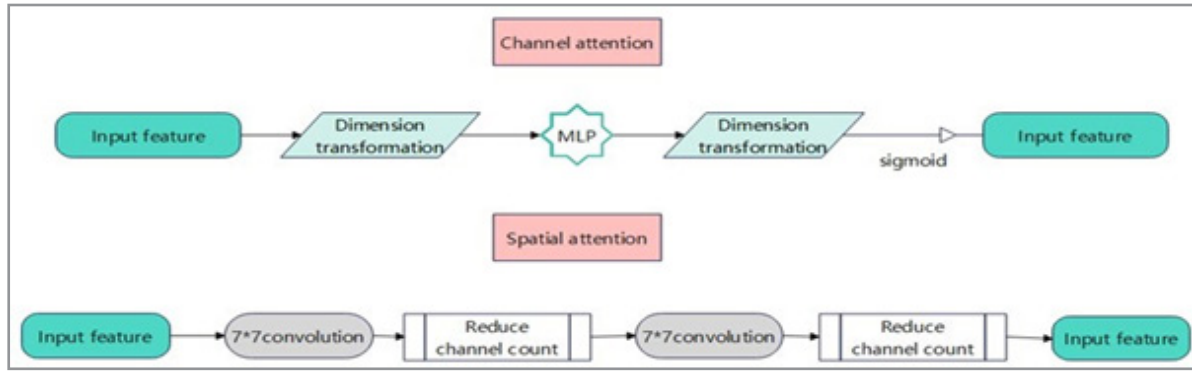 Channel attention
Input feature
Dimension
transformation
MLP
Dimension
transformation
sigmoid
Input feature
Spatial attention
Input feature
7*7convolution
Reduce
channel count
7*7convolution
Reduce
channel count
Input feature